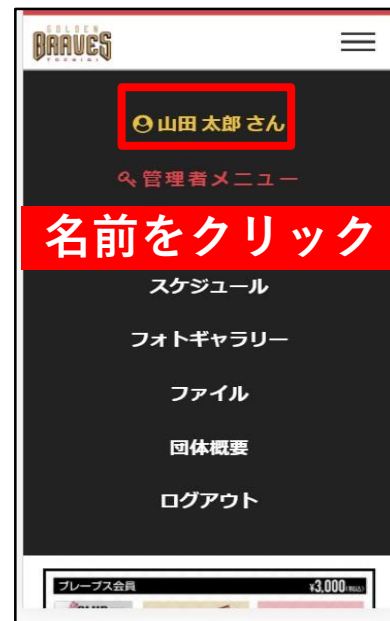 GOLDEN
BRAVES
TOCHIGI
山田 太郎 さん
管理者メニュー
名前をクリック
スケジュール
フォトギャラリー
ファイル
団体概要
ログアウト
ブレーブス会員 ¥3,000(税込)